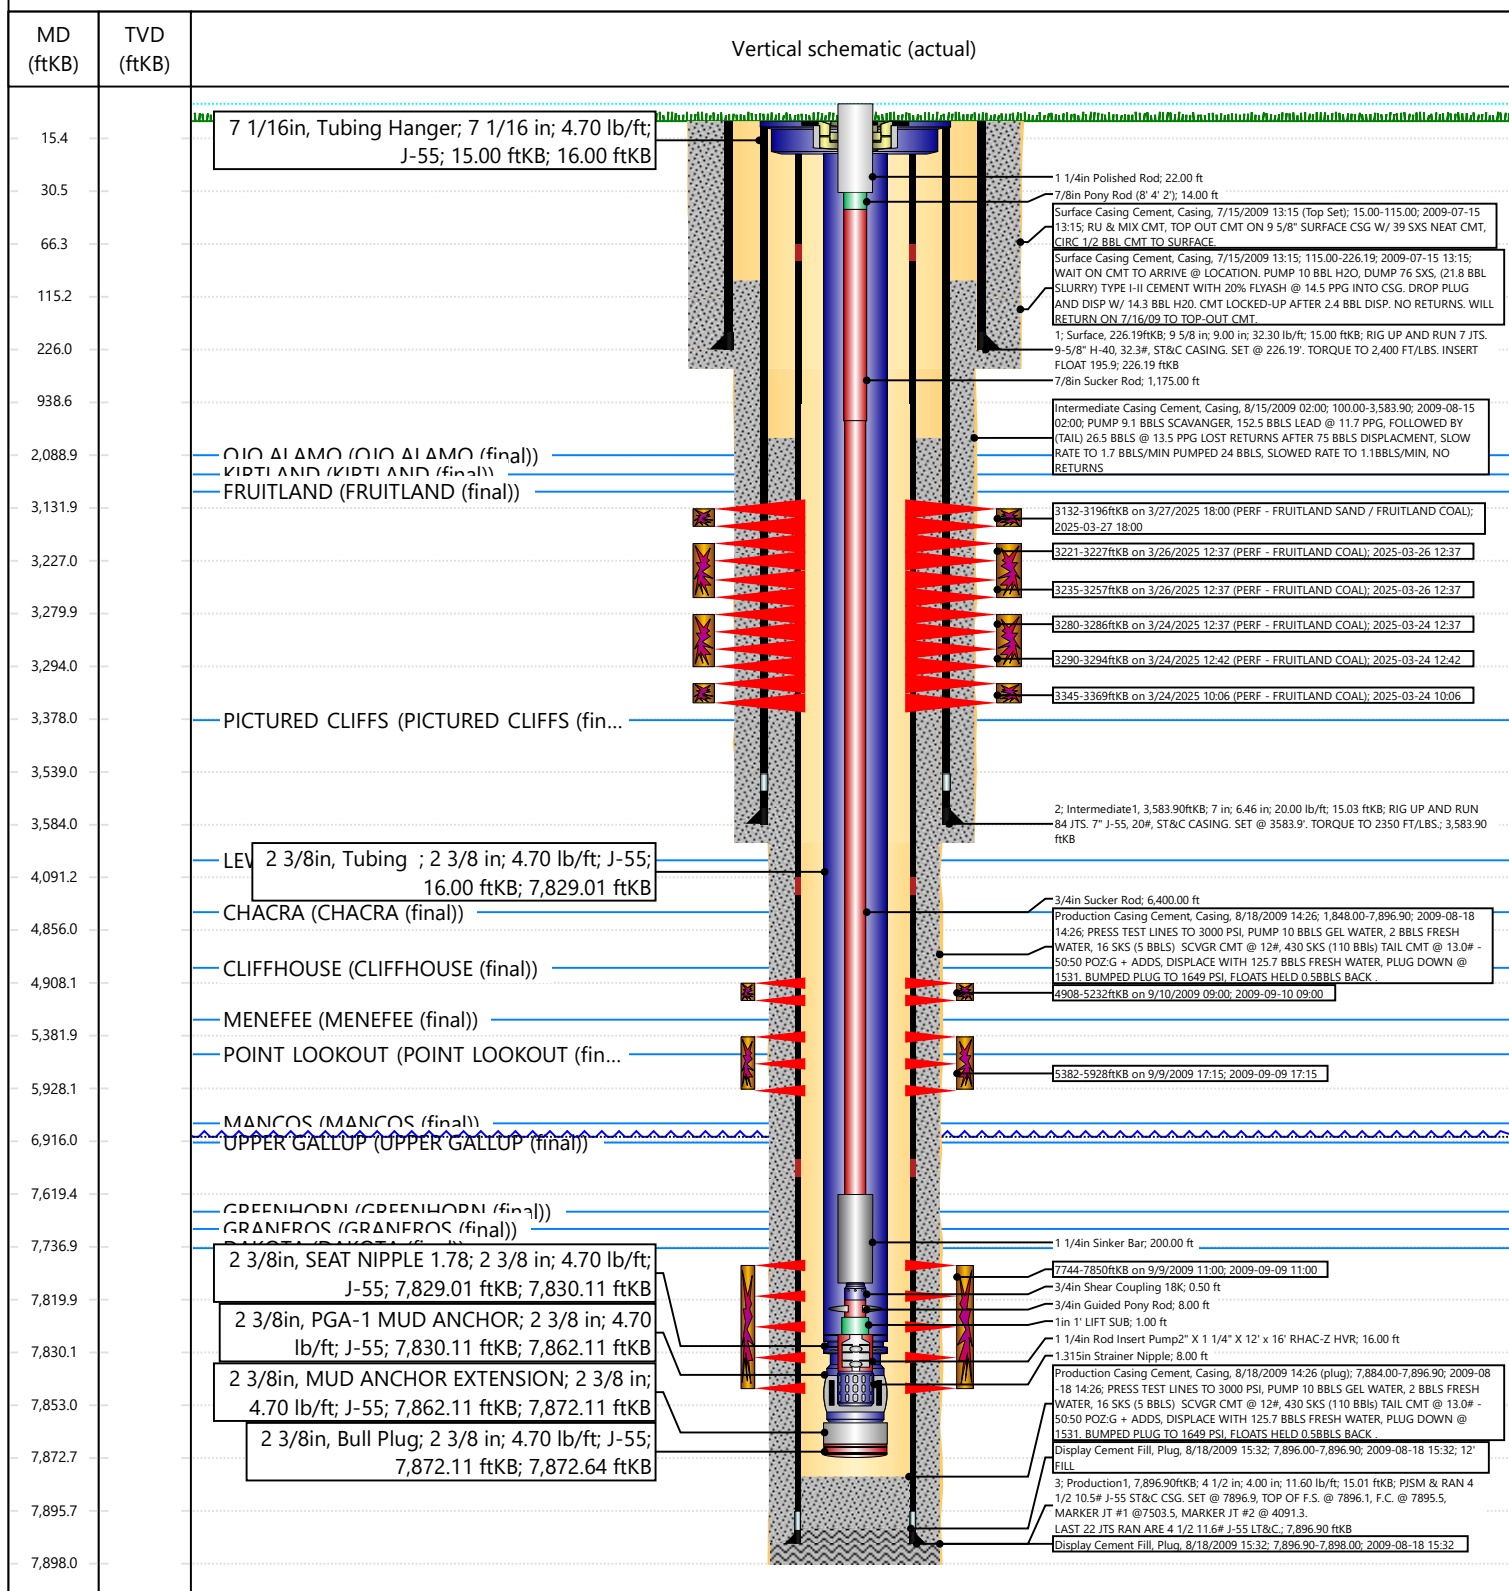 MD
(ftKB)
TVD
(ftKB)
Vertical schematic (actual)
15.4
30.5
66.3
115.2
226.0
938.6
2,088.9
3,131.9
3,227.0
3,279.9
3,294.0
3,378.0
3,539.0
3,584.0
4,091.2
4,856.0
4,908.1
5,381.9
5,928.1
6,916.0
7,619.4
7,736.9
7,819.9
7,830.1
7,853.0
7,872.7
7,895.7
7,898.0
7 1/16in, Tubing Hanger; 7 1/16 in; 4.70 lb/ft;
J-55; 15.00 ftKB; 16.00 ftKB
OJO ALAMO (OJO ALAMO (final))
KIRTLAND (KIRTLAND (final))
FRUITLAND (FRUITLAND (final))
PICTURED CLIFFS (PICTURED CLIFFS (fin...
2 3/8in, Tubing ; 2 3/8 in; 4.70 lb/ft; J-55;
16.00 ftKB; 7,829.01 ftKB
CHACRA (CHACRA (final))
CLIFFHOUSE (CLIFFHOUSE (final))
MENEFEE (MENEFEE (final))
POINT LOOKOUT (POINT LOOKOUT (fin...
MANCOS (MANCOS (final))
UPPER GALLUP (UPPER GALLUP (final))
GREENHORN (GREENHORN (final))
GRANEROS (GRANEROS (final))
DAKOTA (DAKOTA (final))
2 3/8in, SEAT NIPPLE 1.78; 2 3/8 in; 4.70 lb/ft;
J-55; 7,829.01 ftKB; 7,830.11 ftKB
2 3/8in, PGA-1 MUD ANCHOR; 2 3/8 in; 4.70
lb/ft; J-55; 7,830.11 ftKB; 7,862.11 ftKB
2 3/8in, MUD ANCHOR EXTENSION; 2 3/8 in;
4.70 lb/ft; J-55; 7,862.11 ftKB; 7,872.11 ftKB
2 3/8in, Bull Plug; 2 3/8 in; 4.70 lb/ft; J-55;
7,872.11 ftKB; 7,872.64 ftKB
1 1/4in Polished Rod; 22.00 ft
7/8in Pony Rod (8' 4' 2'); 14.00 ft
Surface Casing Cement, Casing, 7/15/2009 13:15 (Top Set); 15.00-115.00; 2009-07-15
13:15; RU & MIX CMT, TOP OUT CMT ON 9 5/8" SURFACE CSG W/ 39 SXS NEAT CMT,
CIRC 1/2 BBL CMT TO SURFACE.
Surface Casing Cement, Casing, 7/15/2009 13:15; 115.00-226.19; 2009-07-15 13:15;
WAIT ON CMT TO ARRIVE @ LOCATION. PUMP 10 BBL H2O, DUMP 76 SXS, (21.8 BBL
SLURRY) TYPE I-II CEMENT WITH 20% FLYASH @ 14.5 PPG INTO CSG. DROP PLUG
AND DISP W/ 14.3 BBL H20. CMT LOCKED-UP AFTER 2.4 BBL DISP. NO RETURNS. WILL
RETURN ON 7/16/09 TO TOP-OUT CMT.
1; Surface, 226.19ftKB; 9 5/8 in; 9.00 in; 32.30 lb/ft; 15.00 ftKB; RIG UP AND RUN 7 JTS.
9-5/8" H-40, 32.3#, ST&C CASING. SET @ 226.19'. TORQUE TO 2,400 FT/LBS. INSERT
FLOAT 195.9; 226.19 ftKB
7/8in Sucker Rod; 1,175.00 ft
Intermediate Casing Cement, Casing, 8/15/2009 02:00; 100.00-3,583.90; 2009-08-15
02:00; PUMP 9.1 BBLS SCAVANGER, 152.5 BBLS LEAD @ 11.7 PPG, FOLLOWED BY
(TAIL) 26.5 BBLS @ 13.5 PPG LOST RETURNS AFTER 75 BBLS DISPLACMENT, SLOW
RATE TO 1.7 BBLS/MIN PUMPED 24 BBLS, SLOWED RATE TO 1.1BBLS/MIN, NO
RETURNS
3132-3196ftKB on 3/27/2025 18:00 (PERF - FRUITLAND SAND / FRUITLAND COAL);
2025-03-27 18:00
3221-3227ftKB on 3/26/2025 12:37 (PERF - FRUITLAND COAL); 2025-03-26 12:37
3235-3257ftKB on 3/26/2025 12:37 (PERF - FRUITLAND COAL); 2025-03-26 12:37
3280-3286ftKB on 3/24/2025 12:37 (PERF - FRUITLAND COAL); 2025-03-24 12:37
3290-3294ftKB on 3/24/2025 12:42 (PERF - FRUITLAND COAL); 2025-03-24 12:42
3345-3369ftKB on 3/24/2025 10:06 (PERF - FRUITLAND COAL); 2025-03-24 10:06
2; Intermediate1, 3,583.90ftKB; 7 in; 6.46 in; 20.00 lb/ft; 15.03 ftKB; RIG UP AND RUN
84 JTS. 7" J-55, 20#, ST&C CASING. SET @ 3583.9'. TORQUE TO 2350 FT/LBS.; 3,583.90
ftKB
3/4in Sucker Rod; 6,400.00 ft
Production Casing Cement, Casing, 8/18/2009 14:26; 1,848.00-7,896.90; 2009-08-18
14:26; PRESS TEST LINES TO 3000 PSI, PUMP 10 BBLS GEL WATER, 2 BBLS FRESH
WATER, 16 SKS (5 BBLS) SCVGR CMT @ 12#, 430 SKS (110 BBls) TAIL CMT @ 13.0# -
50:50 POZ:G + ADDS, DISPLACE WITH 125.7 BBLS FRESH WATER, PLUG DOWN @
1531. BUMPED PLUG TO 1649 PSI, FLOATS HELD 0.5BBLS BACK .
4908-5232ftKB on 9/10/2009 09:00; 2009-09-10 09:00
5382-5928ftKB on 9/9/2009 17:15; 2009-09-09 17:15
1 1/4in Sinker Bar; 200.00 ft
7744-7850ftKB on 9/9/2009 11:00; 2009-09-09 11:00
3/4in Shear Coupling 18K; 0.50 ft
3/4in Guided Pony Rod; 8.00 ft
1in 1' LIFT SUB; 1.00 ft
1 1/4in Rod Insert Pump2" X 1 1/4" X 12' x 16' RHAC-Z HVR; 16.00 ft
1.315in Strainer Nipple; 8.00 ft
Production Casing Cement, Casing, 8/18/2009 14:26 (plug); 7,884.00-7,896.90; 2009-08
-18 14:26; PRESS TEST LINES TO 3000 PSI, PUMP 10 BBLS GEL WATER, 2 BBLS FRESH
WATER, 16 SKS (5 BBLS) SCVGR CMT @ 12#, 430 SKS (110 BBls) TAIL CMT @ 13.0# -
50:50 POZ:G + ADDS, DISPLACE WITH 125.7 BBLS FRESH WATER, PLUG DOWN @
1531. BUMPED PLUG TO 1649 PSI, FLOATS HELD 0.5BBLS BACK .
Display Cement Fill, Plug, 8/18/2009 15:32; 7,896.00-7,896.90; 2009-08-18 15:32; 12'
FILL
3; Production1, 7,896.90ftKB; 4 1/2 in; 4.00 in; 11.60 lb/ft; 15.01 ftKB; PJSM & RAN 4
1/2 10.5# J-55 ST&C CSG. SET @ 7896.9, TOP OF F.S. @ 7896.1, F.C. @ 7895.5,
MARKER JT #1 @7503.5, MARKER JT #2 @ 4091.3.
LAST 22 JTS RAN ARE 4 1/2 11.6# J-55 LT&C.; 7,896.90 ftKB
Display Cement Fill, Plug, 8/18/2009 15:32; 7,896.90-7,898.00; 2009-08-18 15:32